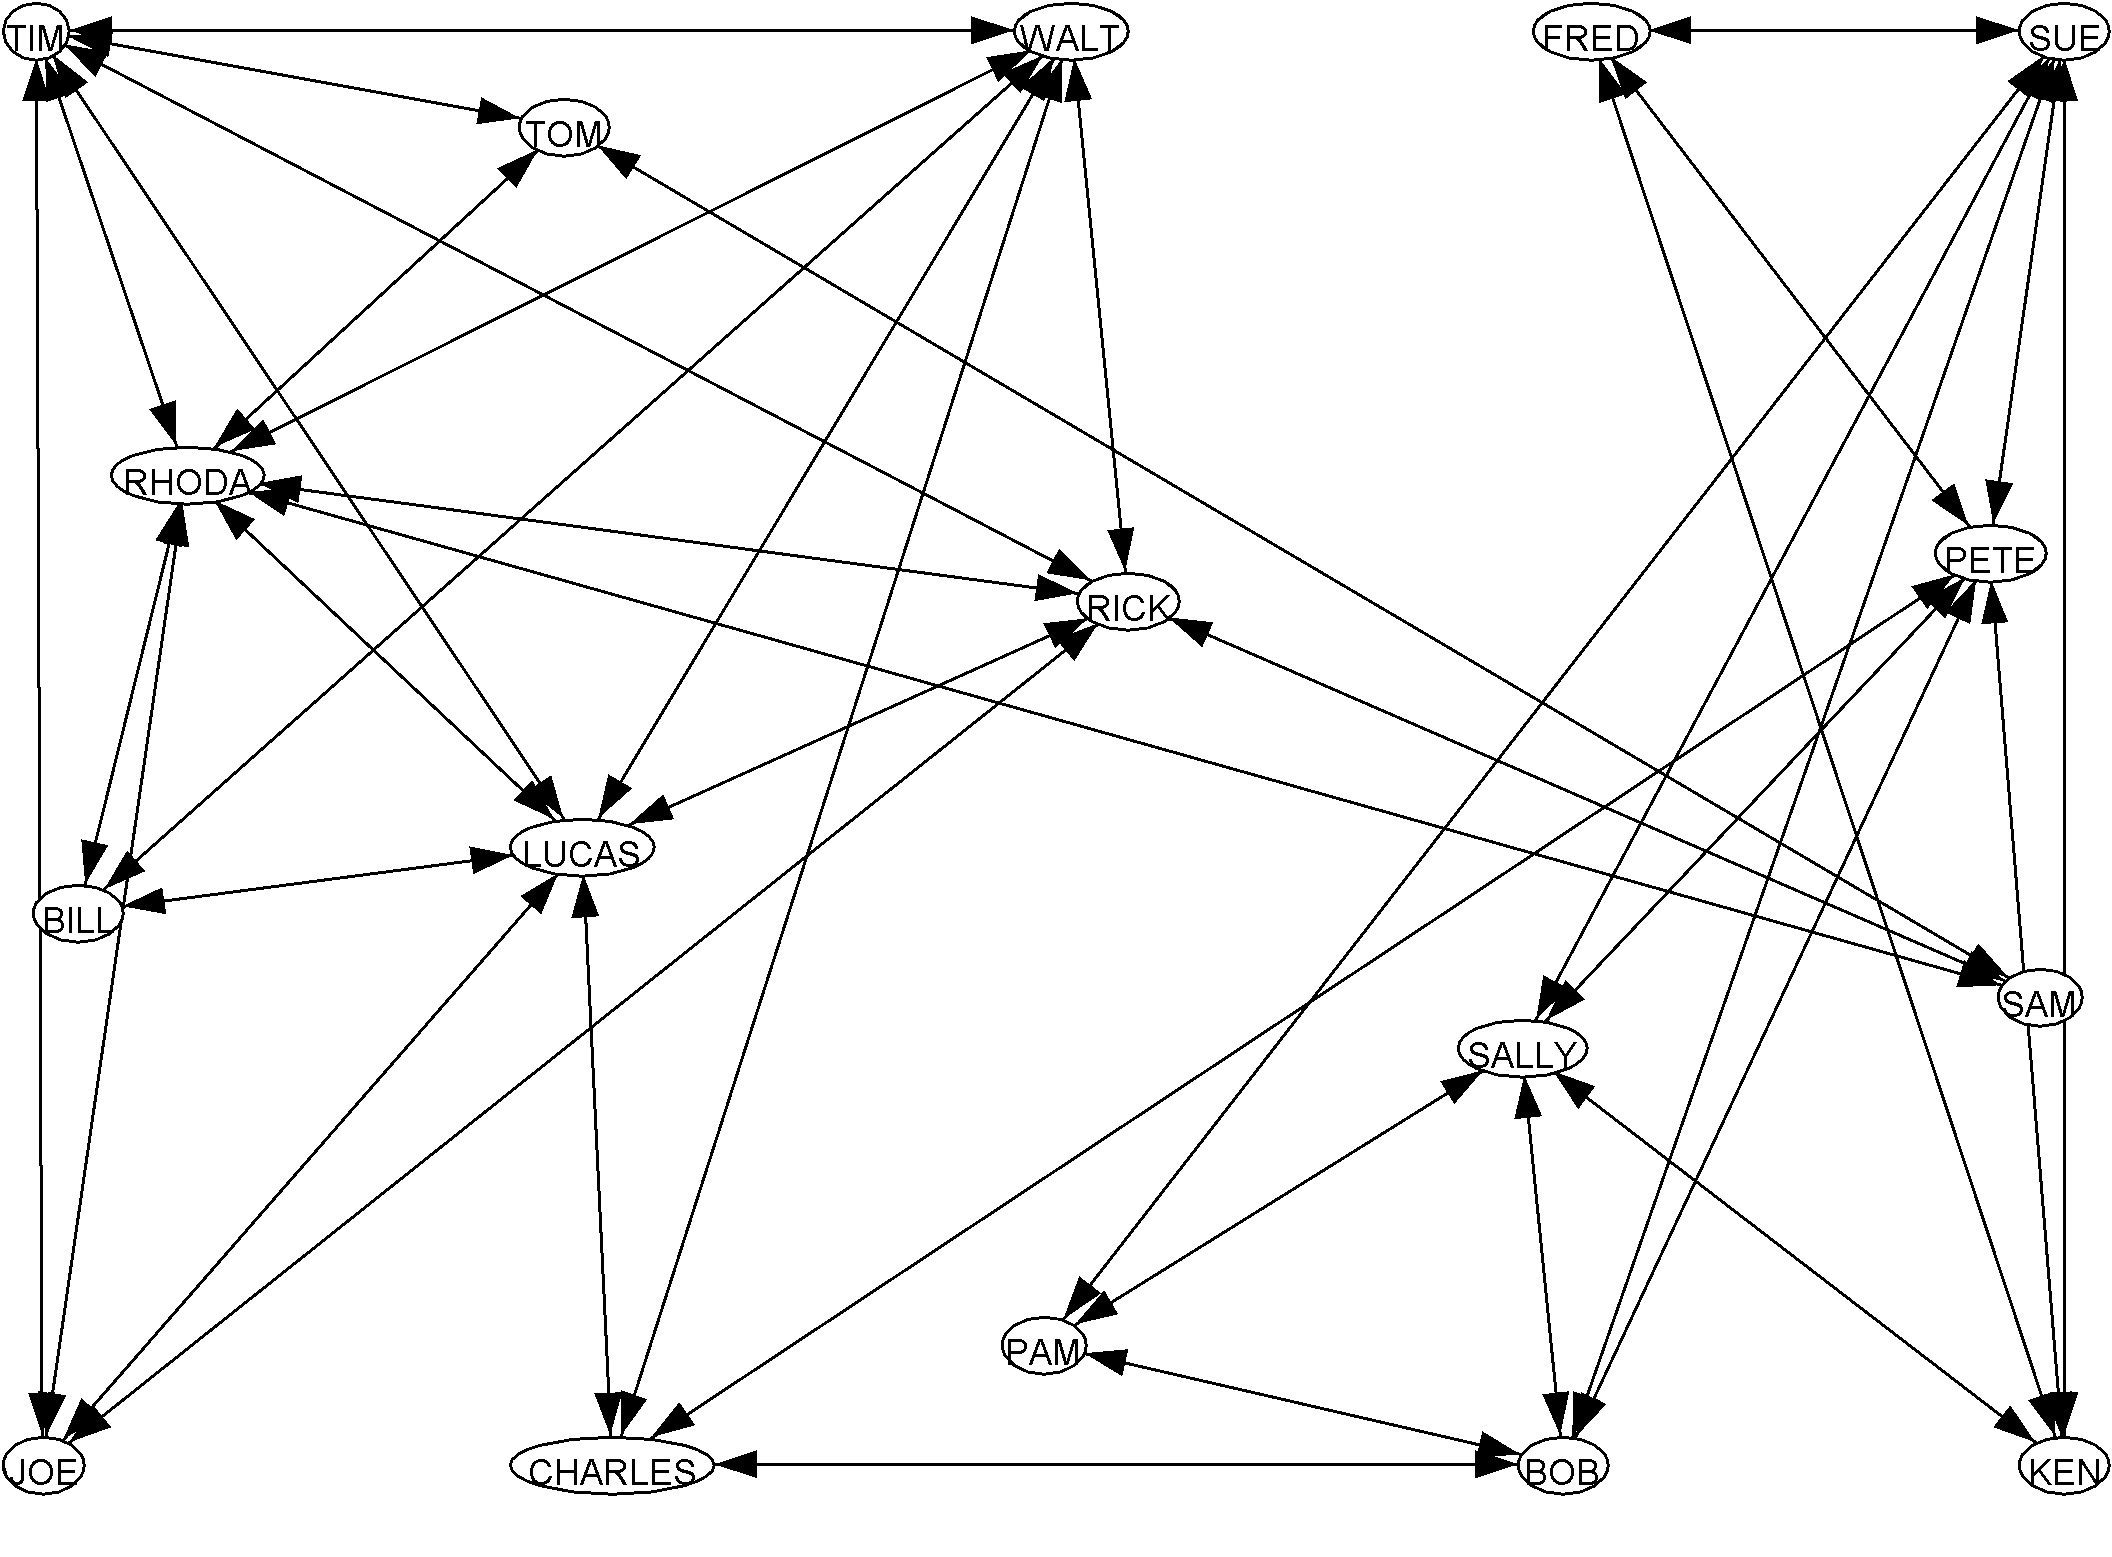 TIM
WALT
FRED
SUE
TOM
RHODA
PETE
RICK
LUCAS
BILL
SAM
SALLY
PAM
JOE
CHARLES
BOB
KEN